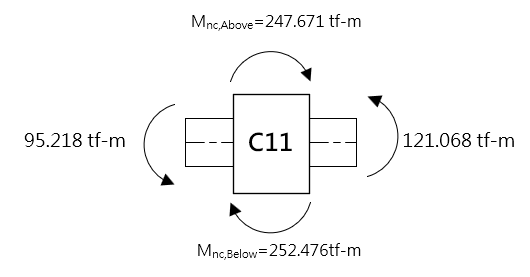 Mnc,Above=247.671 tf-m
95.218 tf-m
C11
121.068 tf-m
Mnc,Below=252.476tf-m